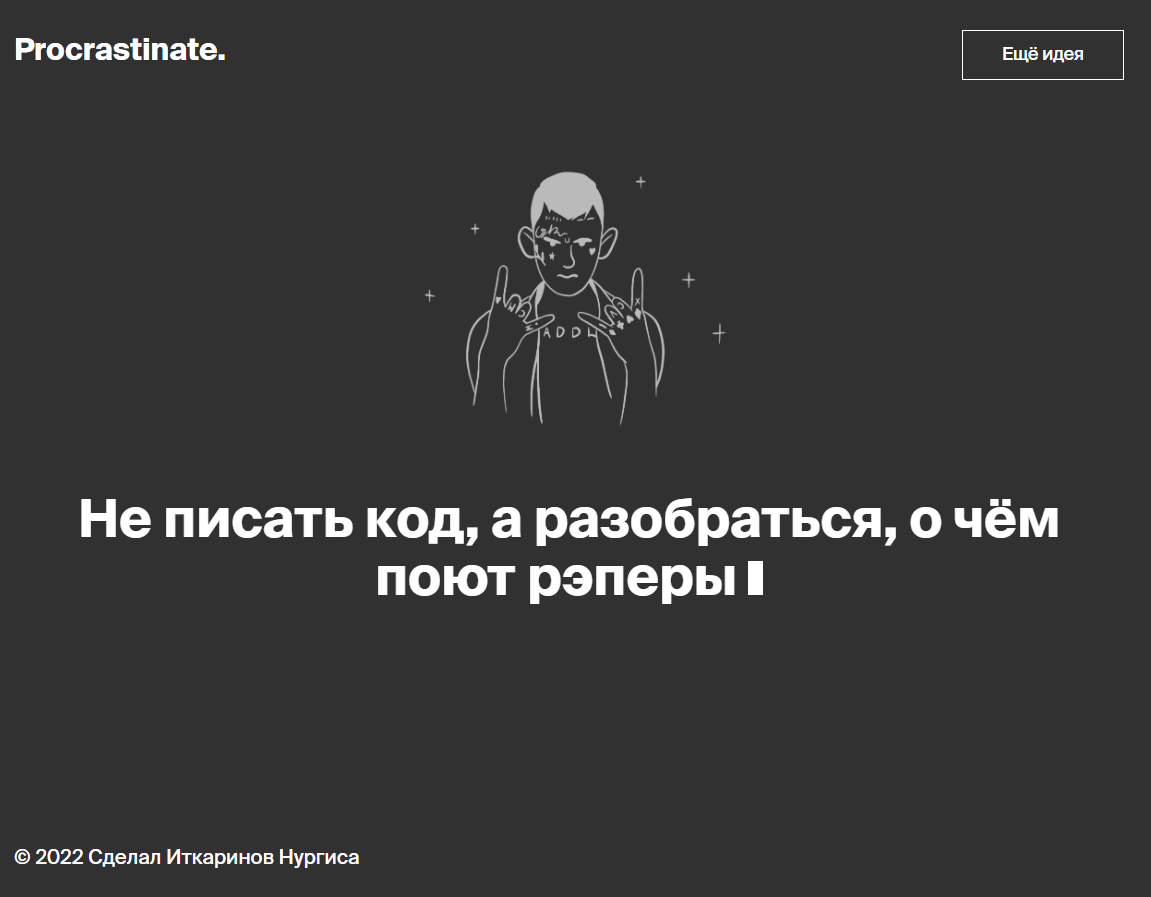 Procrastinate.
Ещё идея
ADDL
Не писать код, а разобраться, о чём
поют рэперы
© 2022 Сделал Иткаринов Нургиса